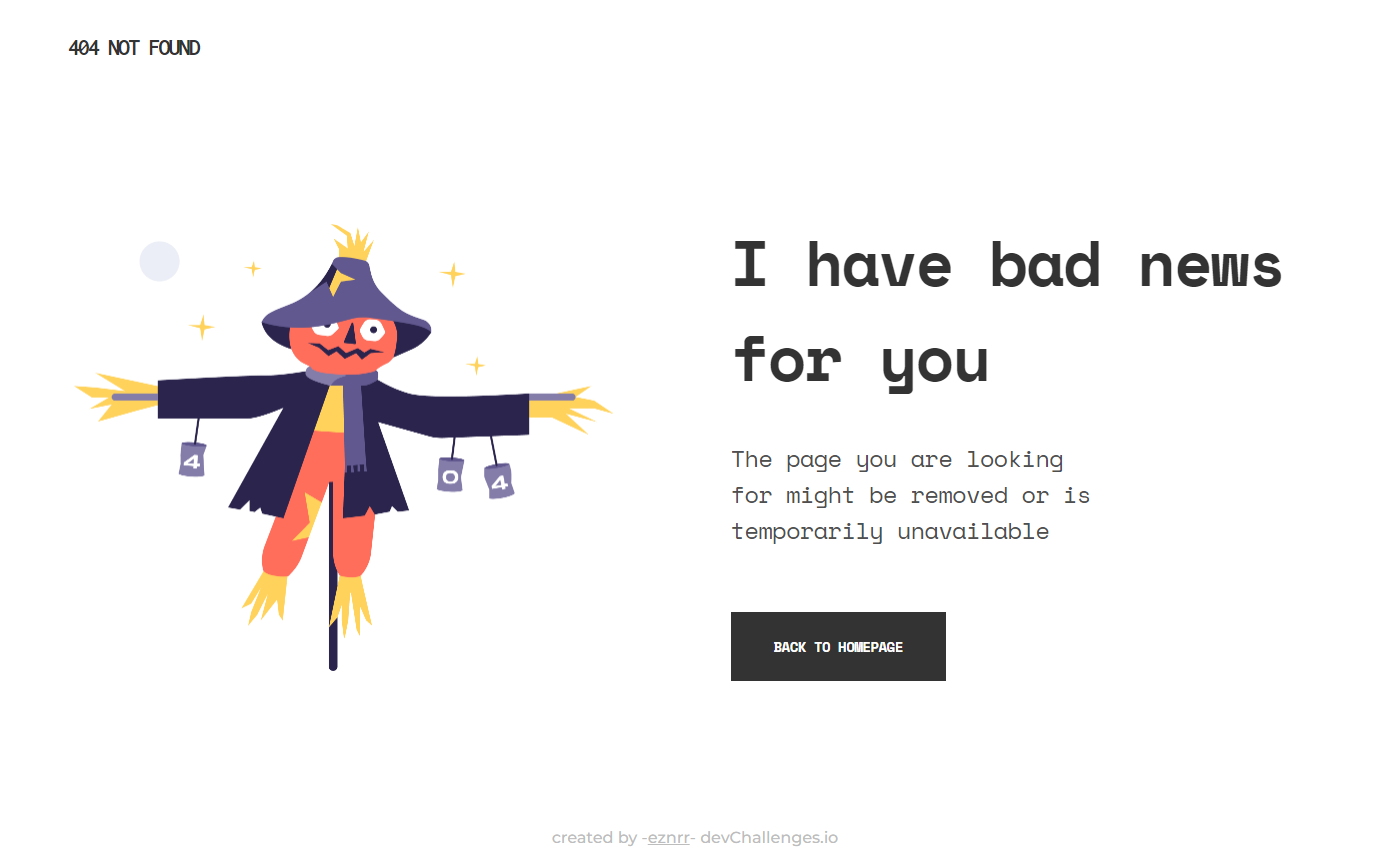 404 NOT FOUND
I have bad news
for you
4
0
4
The page you are looking
for might be removed or is
temporarily unavailable
BACK TO HOMEPAGE
created by -eznrr- devChallenges.io